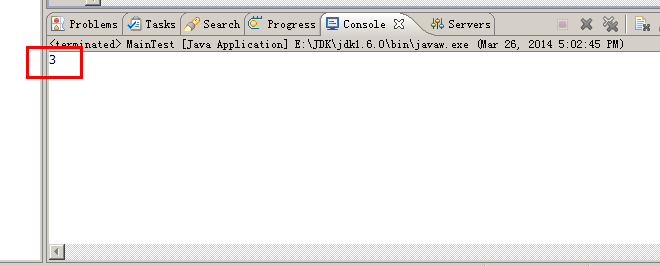 Problems Tasks Search Progress Console Servers
<terminated> MainTest [Java Application] E:\JDK\jdk1.6.0\bin\javaw.exe (Mar 26, 2014 5:02:45 PM)
3